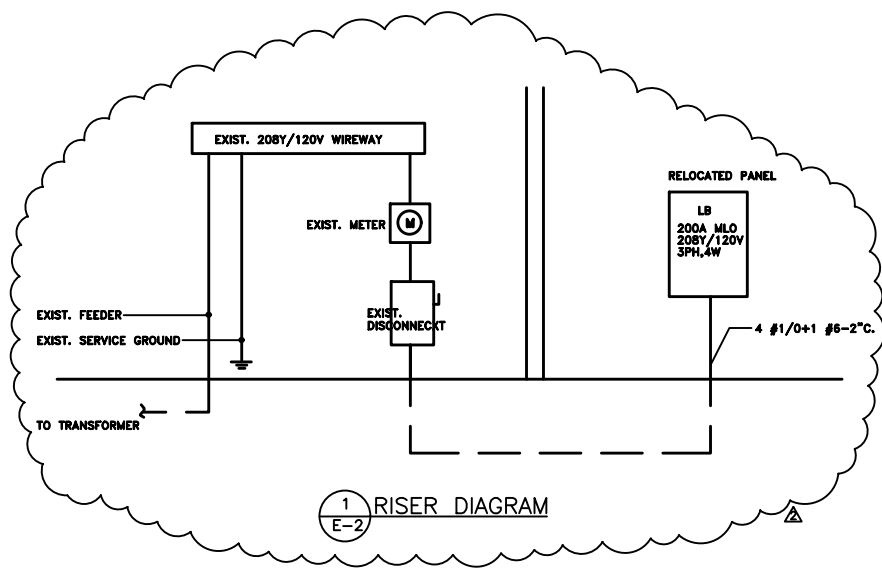 EXIST. 208Y/120V WIREWAY
RELOCATED PANEL
LB
200A MLO
208Y/120V
3PH,4W
EXIST. METER
M
EXIST. FEEDER
EXIST.
DISCONNECKT
4 #1/0+1 #6-2"C.
EXIST. SERVICE GROUND
TO TRANSFORMER
1
E-2
RISER DIAGRAM
2